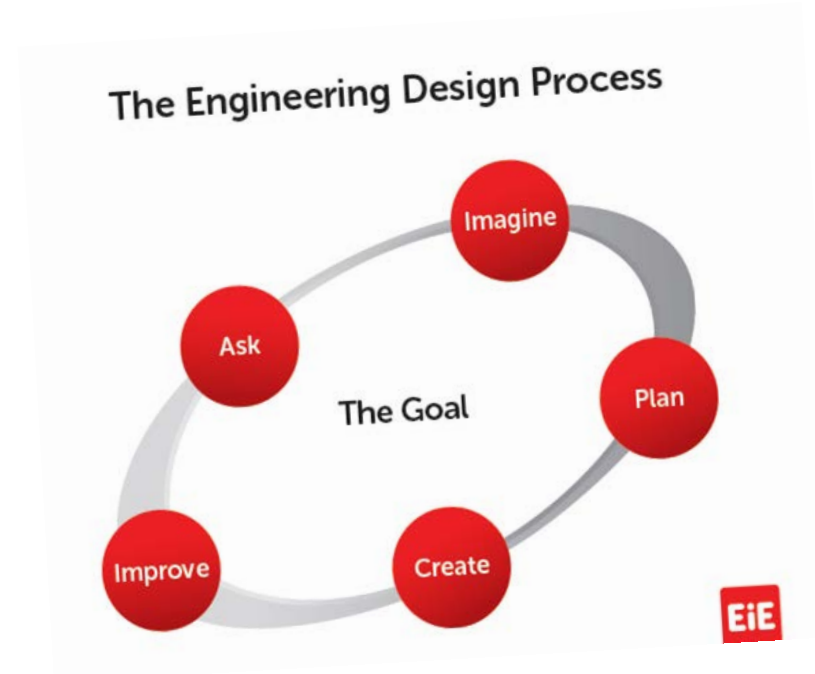 The Engineering Design Process
Imagine
Ask
Plan
The Goal
Create
Improve
EiE